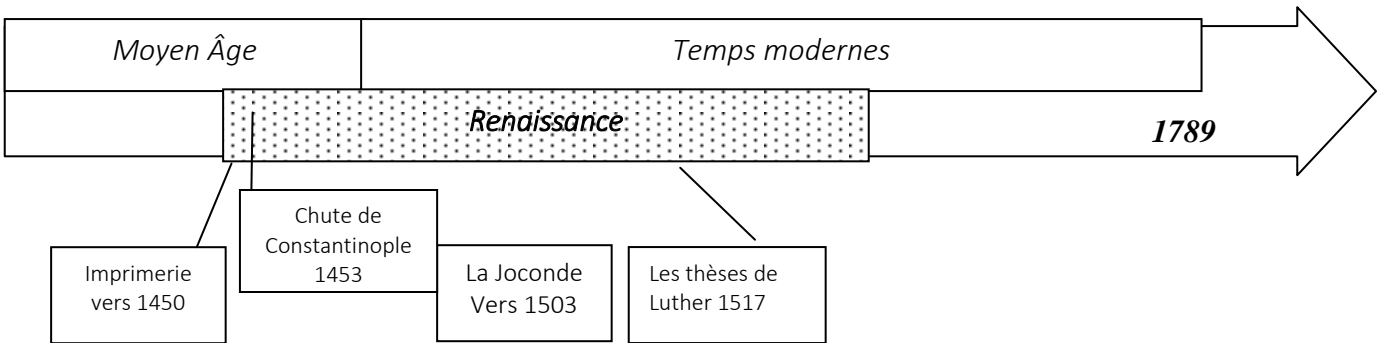 Moyen Âge
Temps modernes
Renaissance
1789
Chute de
Constantinople
1453
Imprimerie
vers 1450
La Joconde
Vers 1503
Les thèses de
Luther 1517